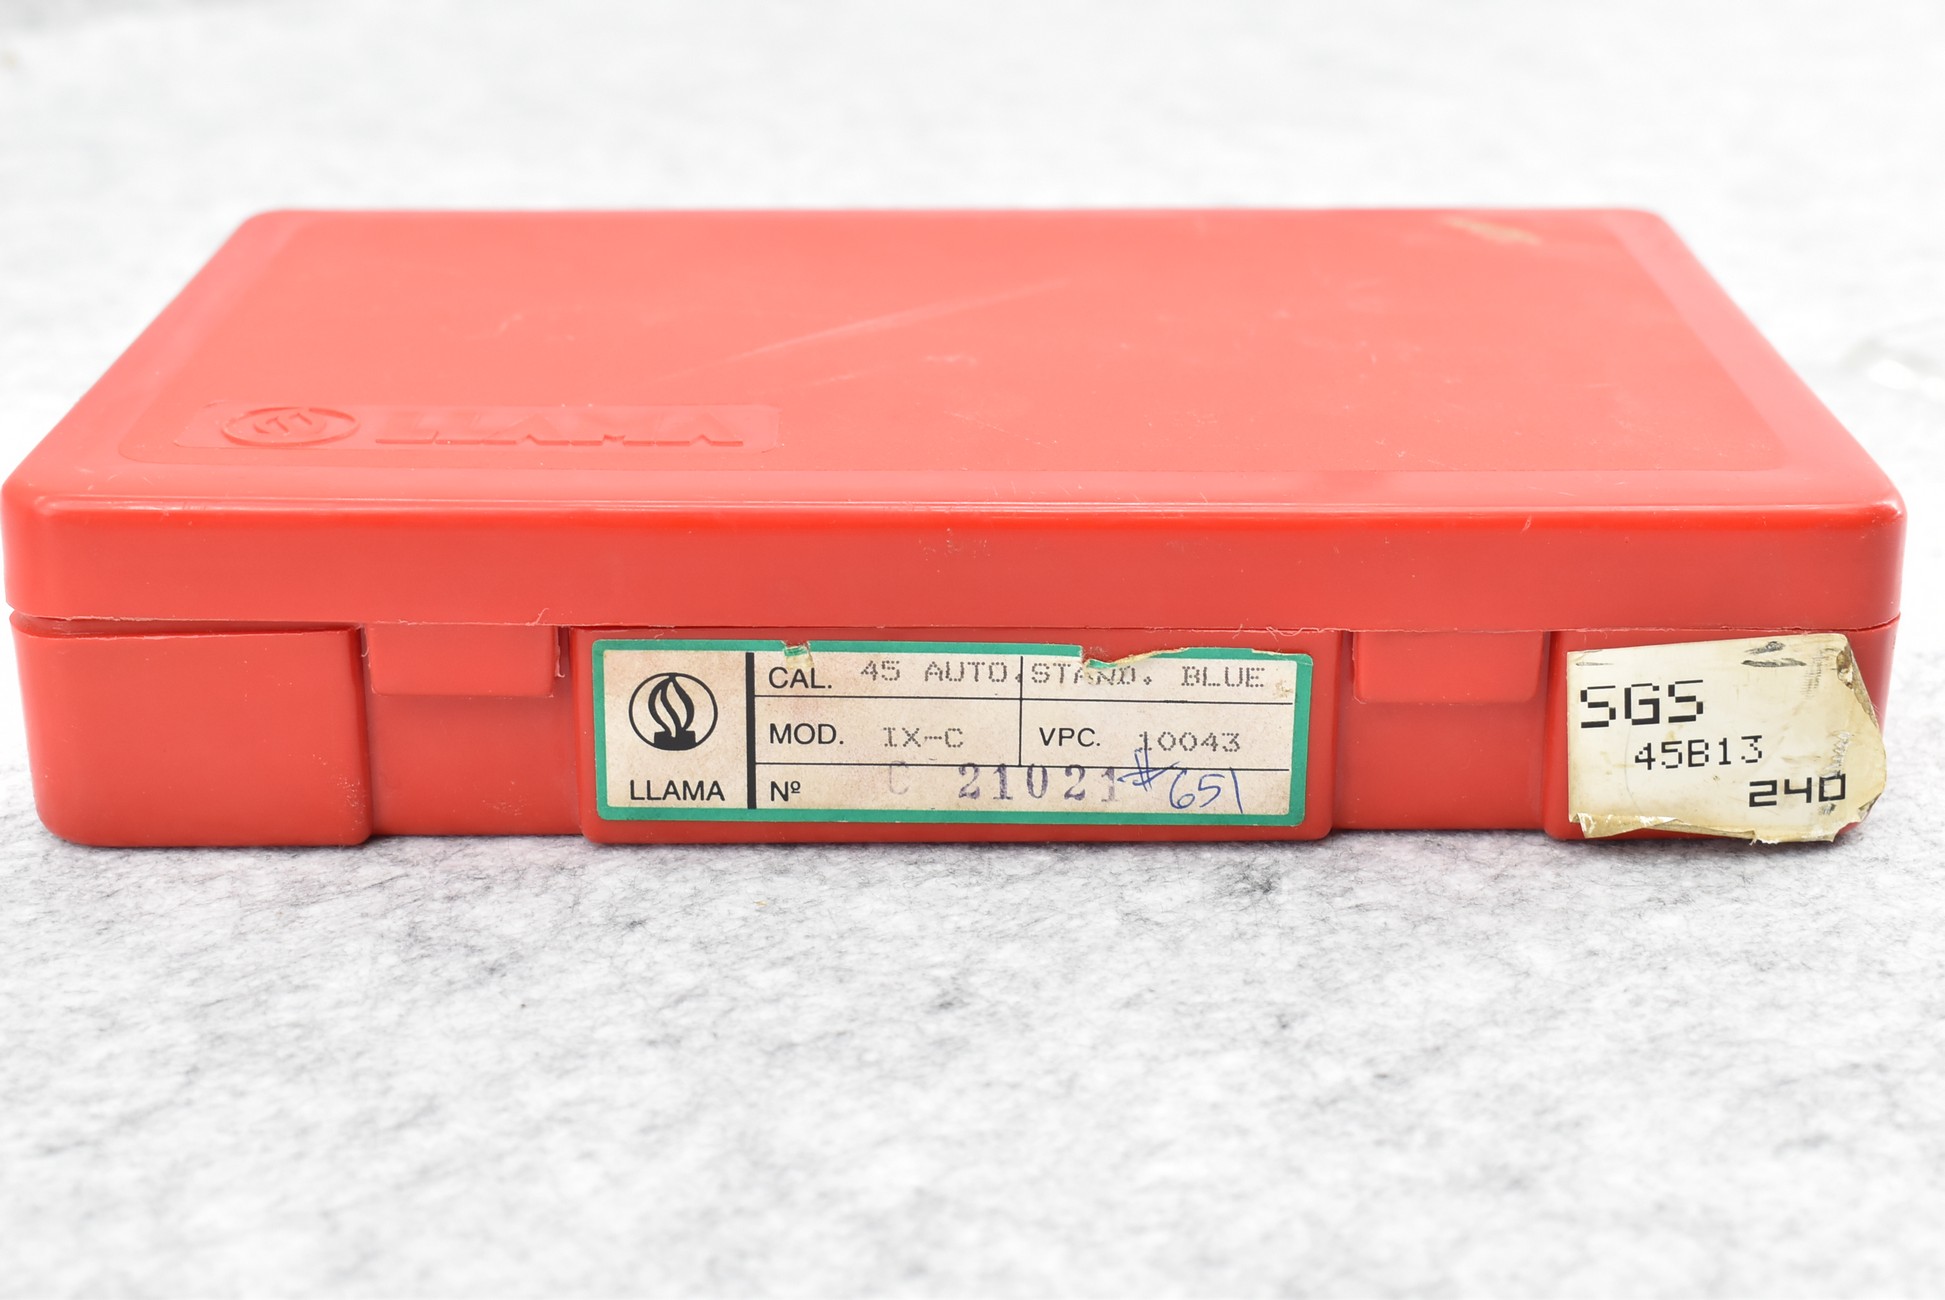 LLAMA
CAL. 45 AUTO. STAND. BLUE
MOD. IX-C VPC. 10043
Nº C 21021 #651
LLAMA
SGS
45B13
240